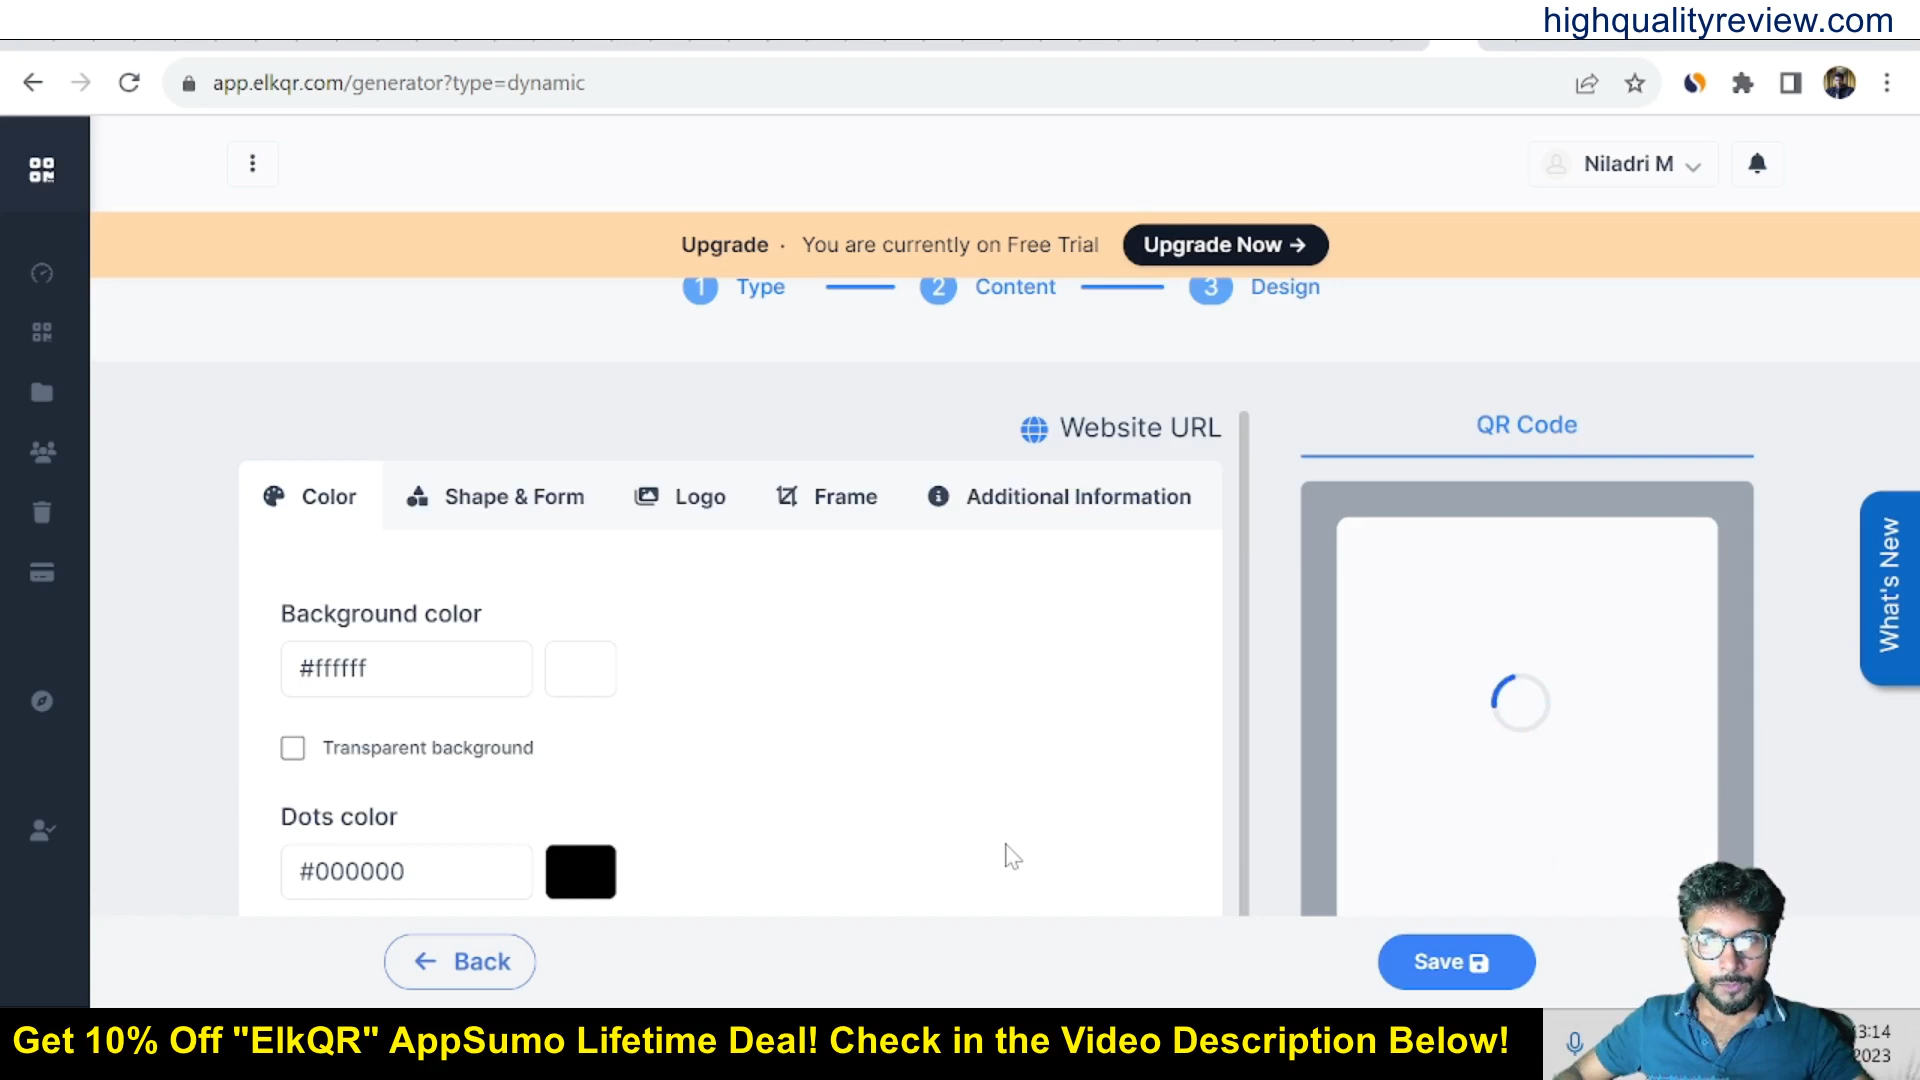 highqualityreview.com
app.elkqr.com/generator?type=dynamic
Niladri M
Upgrade · You are currently on Free Trial Upgrade Now →
1 Type 2 Content 3 Design
Website URL
QR Code
Color Shape & Form Logo Frame Additional Information
What's New
Background color
#ffffff
Transparent background
Dots color
#000000
← Back
Save
Get 10% Off "ElkQR" AppSumo Lifetime Deal! Check in the Video Description Below!
3:14
2023